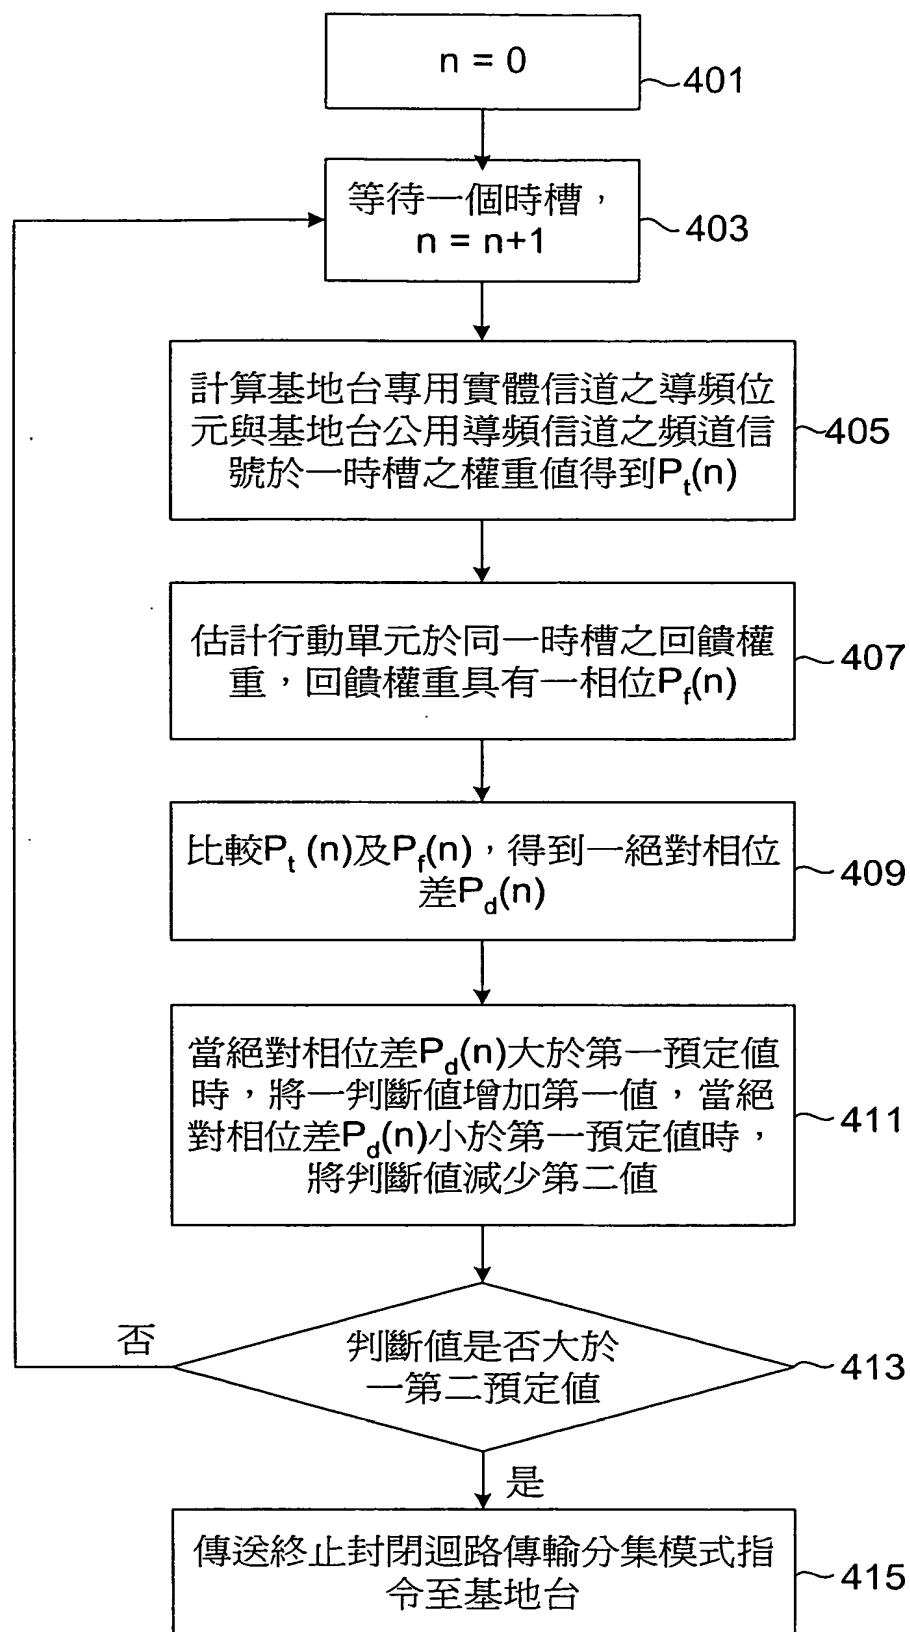 n = 0
401
等待一個時槽，
n = n+1
403
計算基地台專用實體信道之導頻位
元與基地台公用導頻信道之頻道信
號於一時槽之權重值得到Pt(n)
405
估計行動單元於同一時槽之回饋權
重，回饋權重具有一相位Pf(n)
407
比較Pt (n)及Pf(n)，得到一絕對相位
差Pd(n)
409
當絕對相位差Pd(n)大於第一預定值
時，將一判斷值增加第一值，當絕
對相位差Pd(n)小於第一預定值時，
將判斷值減少第二值
411
否
判斷值是否大於
一第二預定值
413
是
傳送終止封閉迴路傳輸分集模式指
令至基地台
415